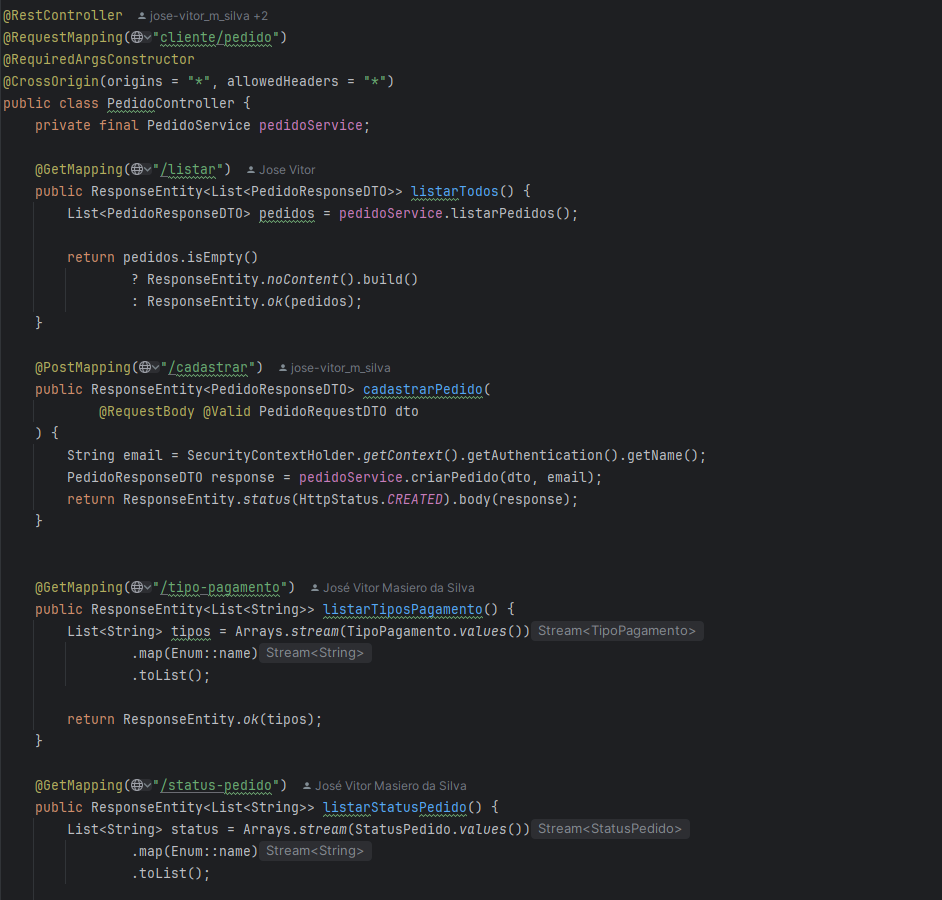 @RestController jose-vitor_m_silva +2
@RequestMapping("cliente/pedido")
@RequiredArgsConstructor
@CrossOrigin(origins = "*", allowedHeaders = "*")
public class PedidoController {
    private final PedidoService pedidoService;

    @GetMapping("/listar") Jose Vitor
    public ResponseEntity<List<PedidoResponseDTO>> listarTodos() {
        List<PedidoResponseDTO> pedidos = pedidoService.listarPedidos();

        return pedidos.isEmpty()
                ? ResponseEntity.noContent().build()
                : ResponseEntity.ok(pedidos);
    }

    @PostMapping("/cadastrar") jose-vitor_m_silva
    public ResponseEntity<PedidoResponseDTO> cadastrarPedido(
            @RequestBody @Valid PedidoRequestDTO dto
    ) {
        String email = SecurityContextHolder.getContext().getAuthentication().getName();
        PedidoResponseDTO response = pedidoService.criarPedido(dto, email);
        return ResponseEntity.status(HttpStatus.CREATED).body(response);
    }

    @GetMapping("/tipo-pagamento") José Vitor Masiero da Silva
    public ResponseEntity<List<String>> listarTiposPagamento() {
        List<String> tipos = Arrays.stream(TipoPagamento.values()) Stream<TipoPagamento>
                .map(Enum::name) Stream<String>
                .toList();

        return ResponseEntity.ok(tipos);
    }

    @GetMapping("/status-pedido") José Vitor Masiero da Silva
    public ResponseEntity<List<String>> listarStatusPedido() {
        List<String> status = Arrays.stream(StatusPedido.values()) Stream<StatusPedido>
                .map(Enum::name) Stream<String>
                .toList();